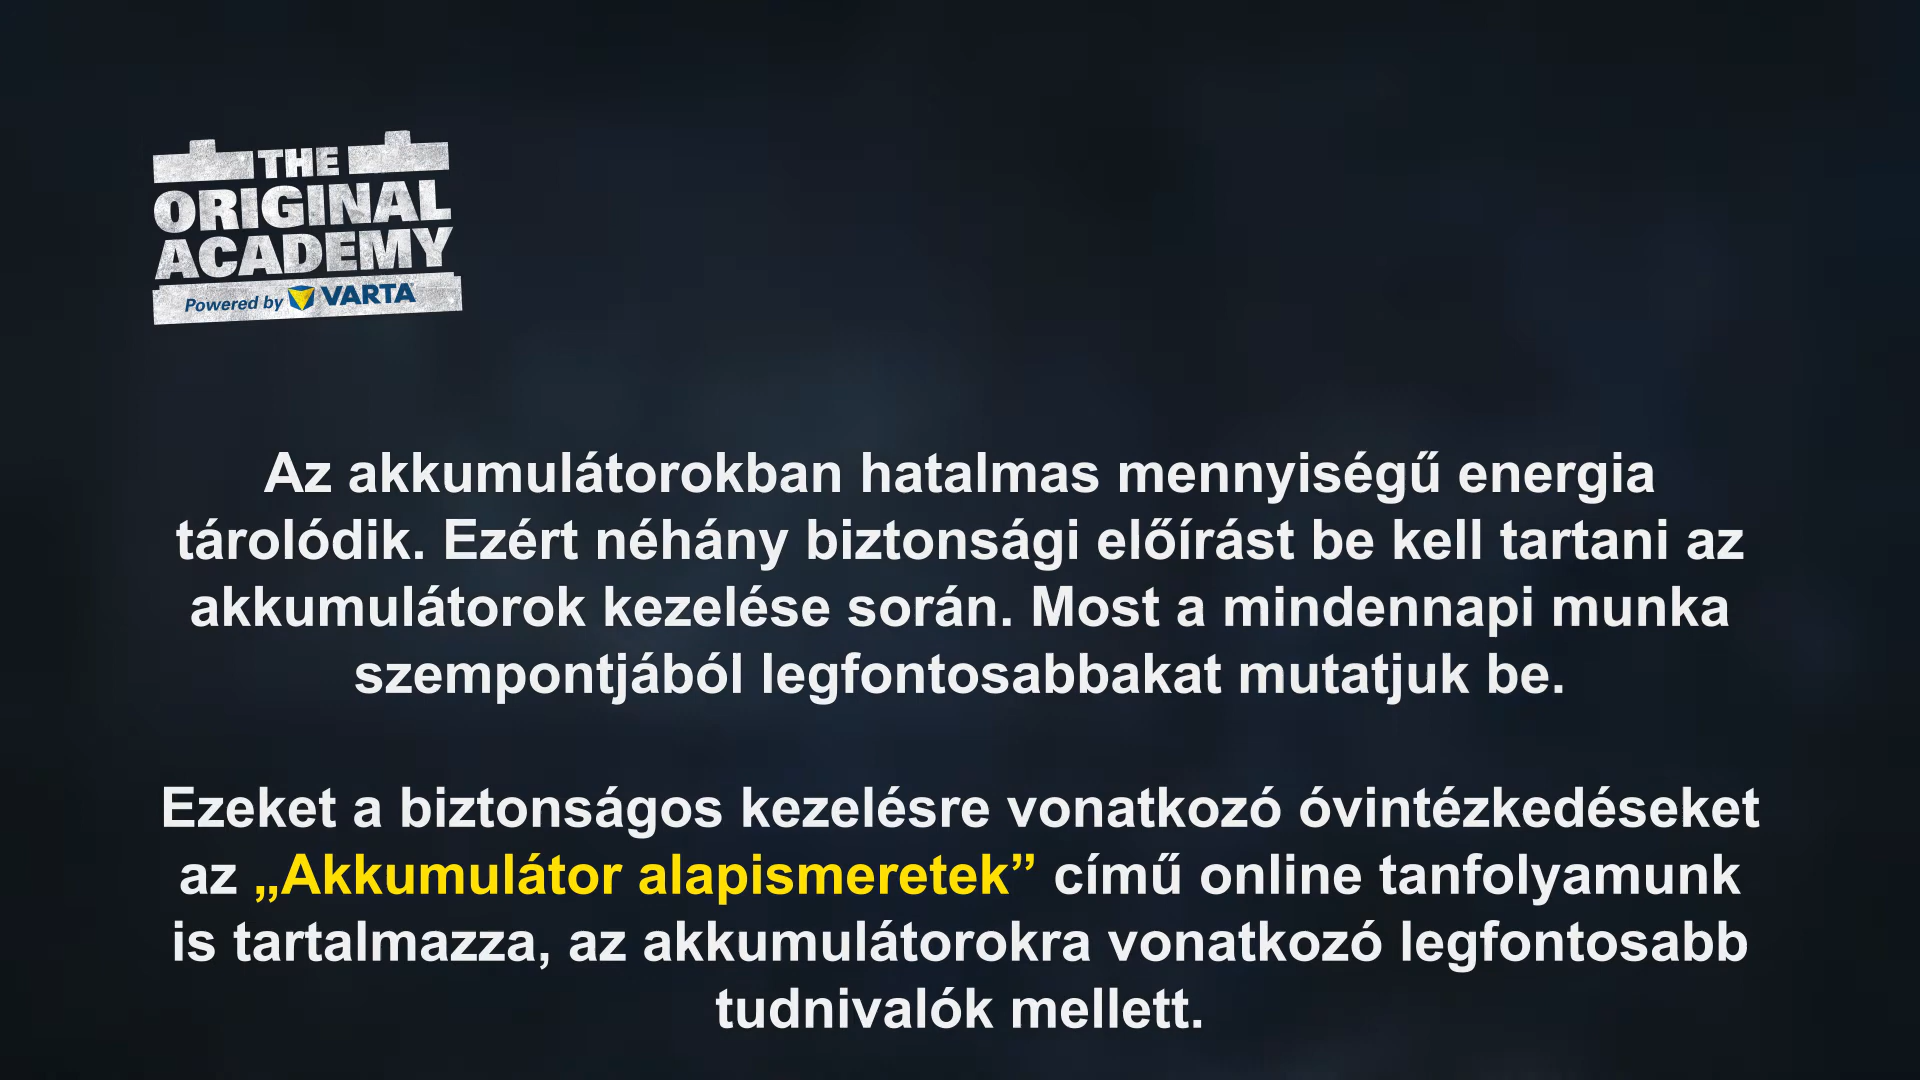 THE
ORIGINAL
ACADEMY
Powered by VARTA
Az akkumulátorokban hatalmas mennyiségű energia
tárolódik. Ezért néhány biztonsági előírást be kell tartani az
akkumulátorok kezelése során. Most a mindennapi munka
szempontjából legfontosabbakat mutatjuk be.
Ezeket a biztonságos kezelésre vonatkozó óvintézkedéseket
az „Akkumulátor alapismeretek” című online tanfolyamunk
is tartalmazza, az akkumulátorokra vonatkozó legfontosabb
tudnivalók mellett.